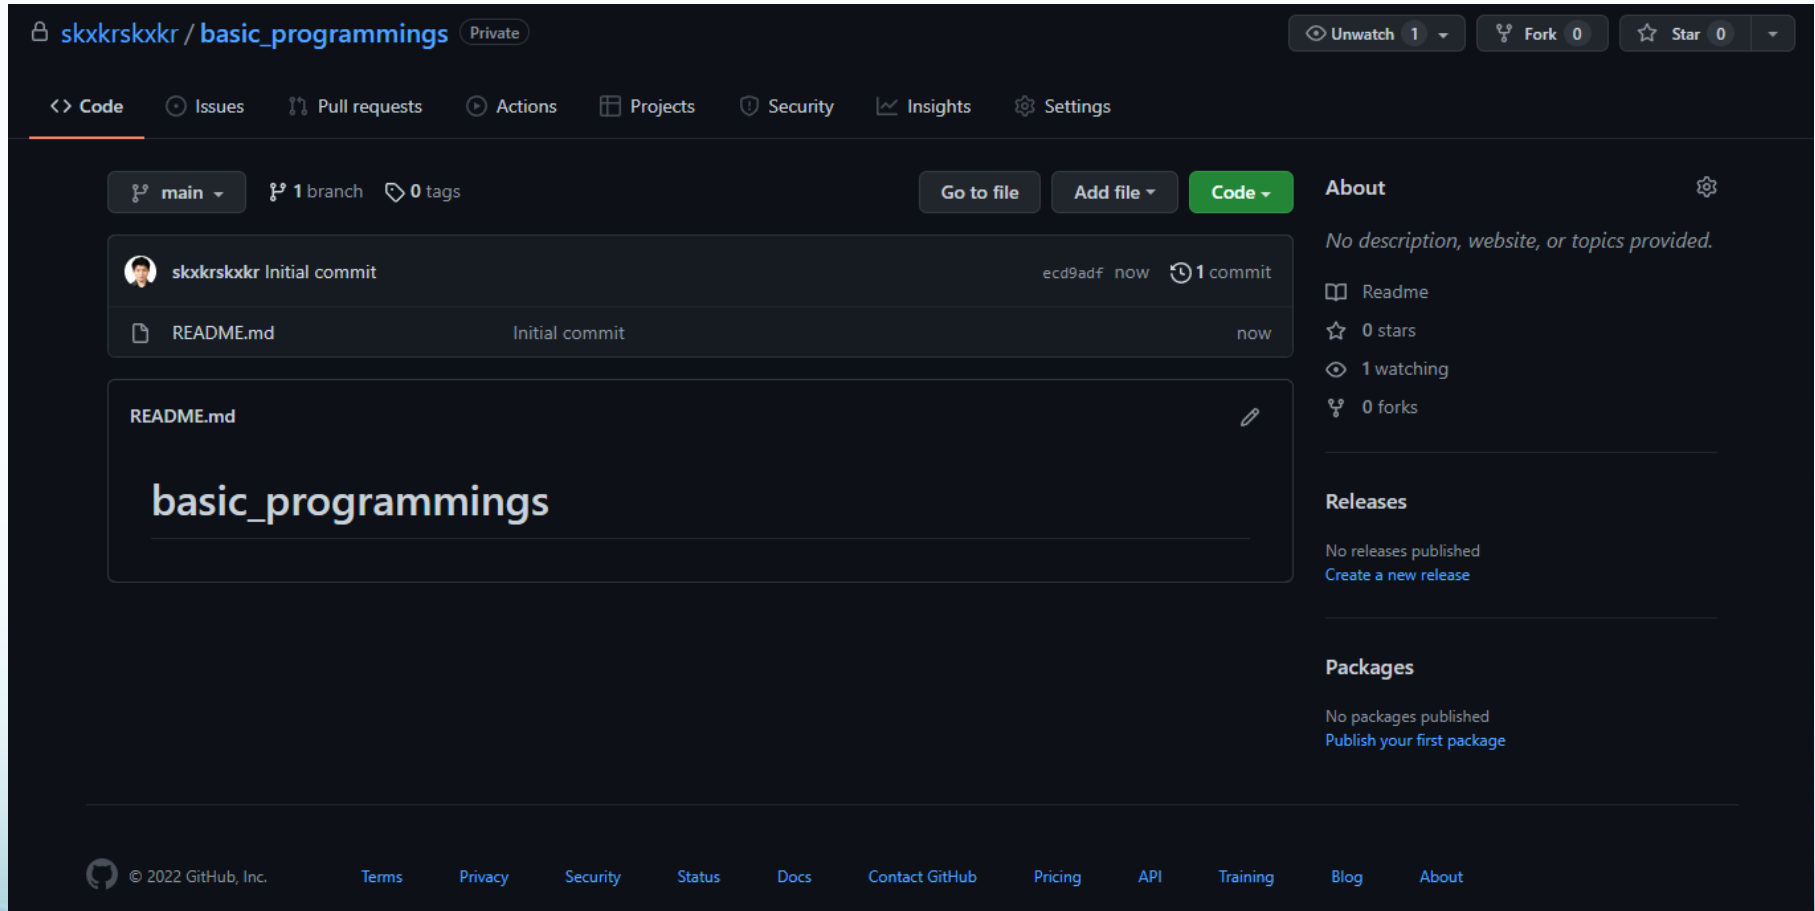 skxkrskxkr / basic_programmings Private
Unwatch 1 Fork 0 Star 0
<> Code Issues Pull requests Actions Projects Security Insights Settings
main 1 branch 0 tags Go to file Add file Code
skxkrskxkr Initial commit ecd9adf now 1 commit
README.md Initial commit now
README.md
basic_programmings
About
No description, website, or topics provided.
Readme
0 stars
1 watching
0 forks
Releases
No releases published
Create a new release
Packages
No packages published
Publish your first package
© 2022 GitHub, Inc. Terms Privacy Security Status Docs Contact GitHub Pricing API Training Blog About